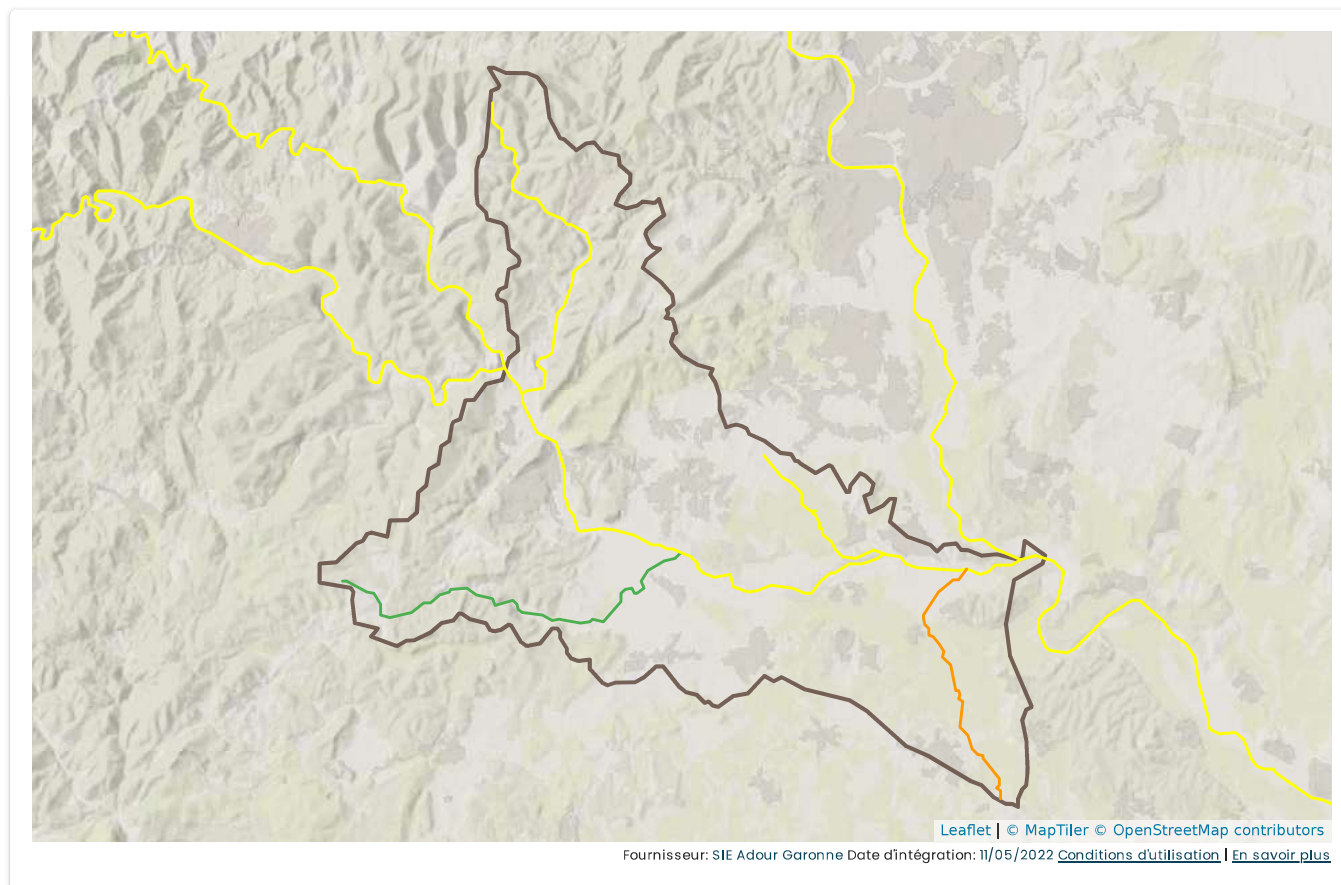 Leaflet | © MapTiler © OpenStreetMap contributors
Fournisseur: SIE Adour Garonne Date d'intégration: 11/05/2022 Conditions d'utilisation | En savoir plus